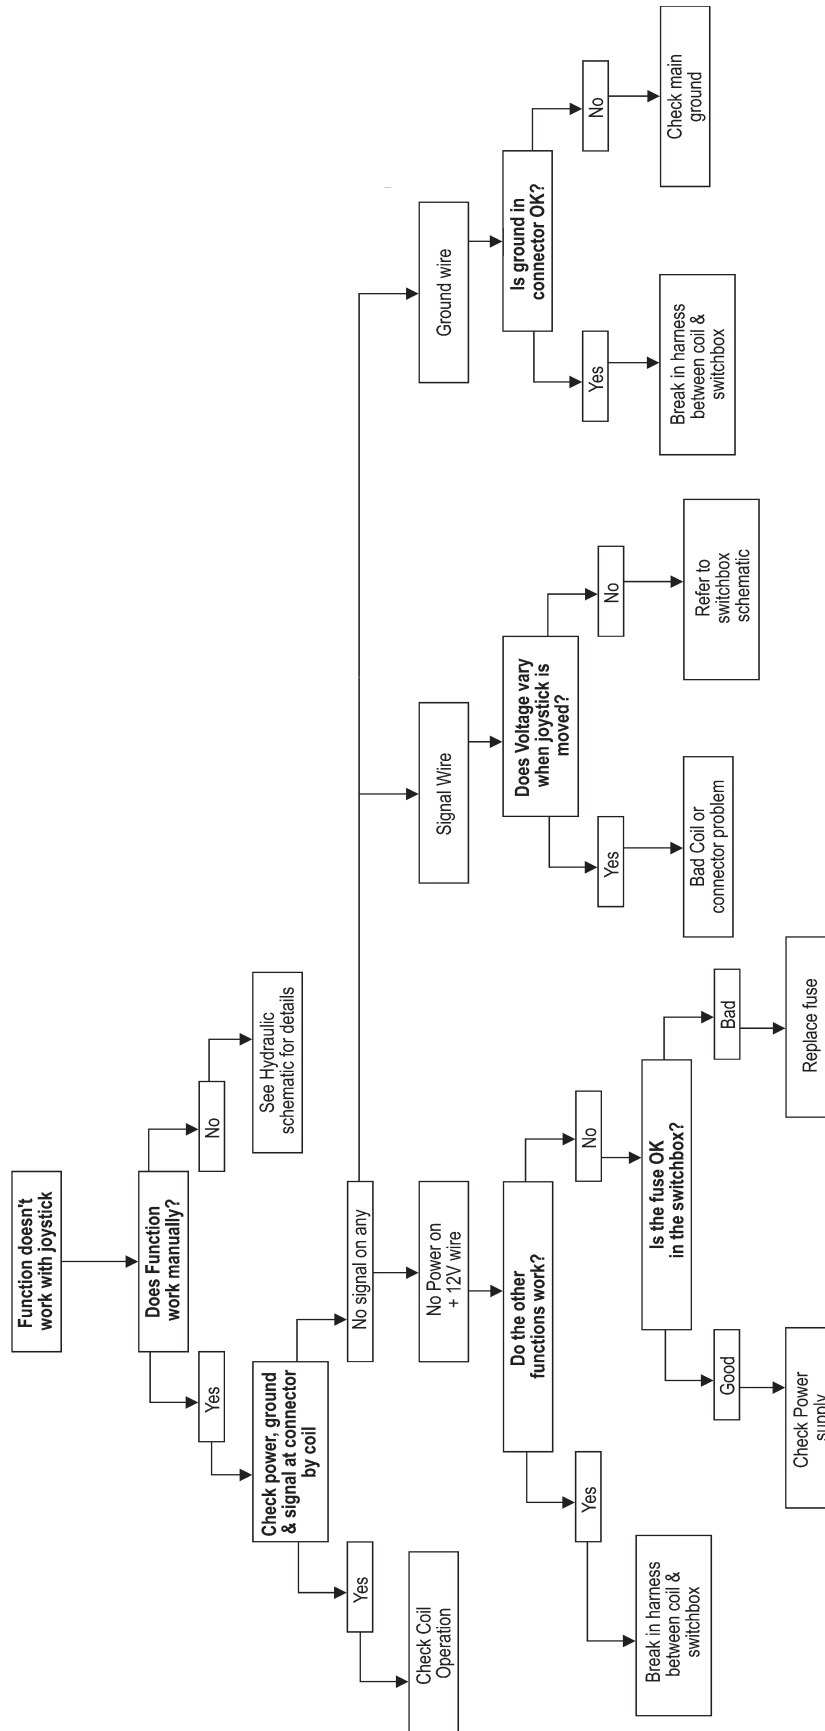 Function doesn't
work with joystick
Does Function
work manually?
No
See Hydraulic
schematic for details
Yes
Check power, ground
& signal at connector
by coil
Yes
Check Coil
Operation
No signal on any
No Power on
+ 12V wire
Do the other
functions work?
Yes
Break in harness
between coil &
switchbox
No
Is the fuse OK
in the switchbox?
Good
Check Power
supply
Bad
Replace fuse
Signal Wire
Does Voltage vary
when joystick is
moved?
Yes
Bad Coil or
connector problem
No
Refer to
switchbox
schematic
Ground wire
Is ground in
connector OK?
Yes
Break in harness
between coil &
switchbox
No
Check main
ground